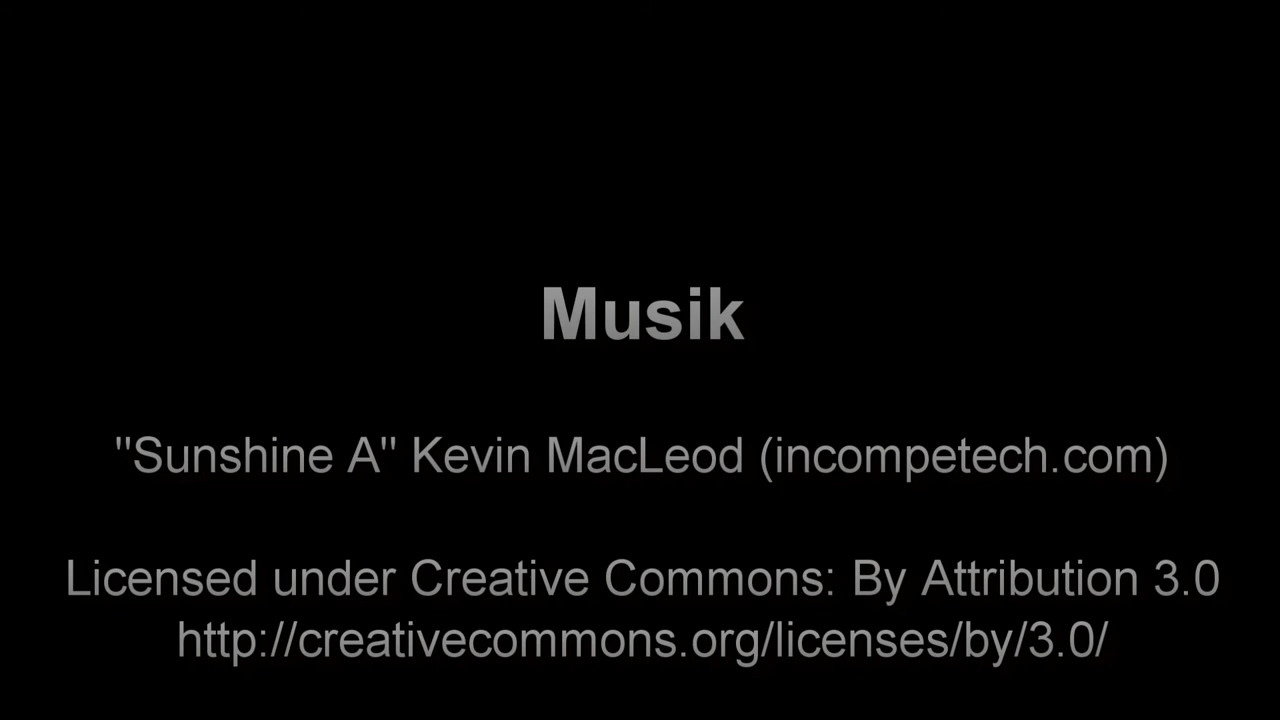 Musik
"Sunshine A" Kevin MacLeod (incompetech.com)
Licensed under Creative Commons: By Attribution 3.0
http://creativecommons.org/licenses/by/3.0/